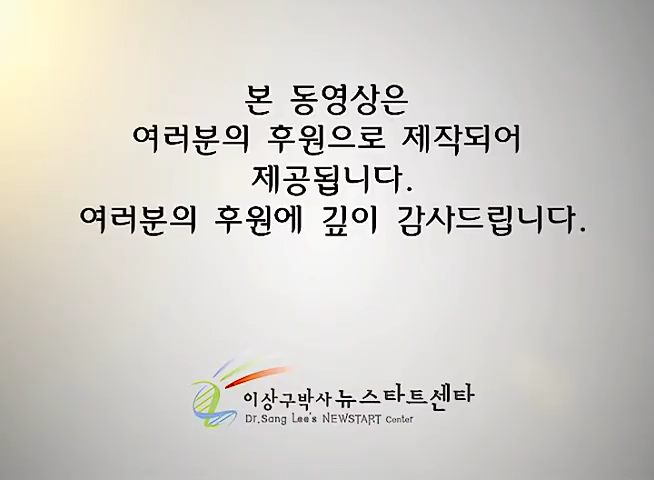 본 동영상은
여러분의 후원으로 제작되어
제공됩니다.
여러분의 후원에 깊이 감사드립니다.
이상구박사 뉴스타트센타
Dr. Sang Lee's NEWSTART Center